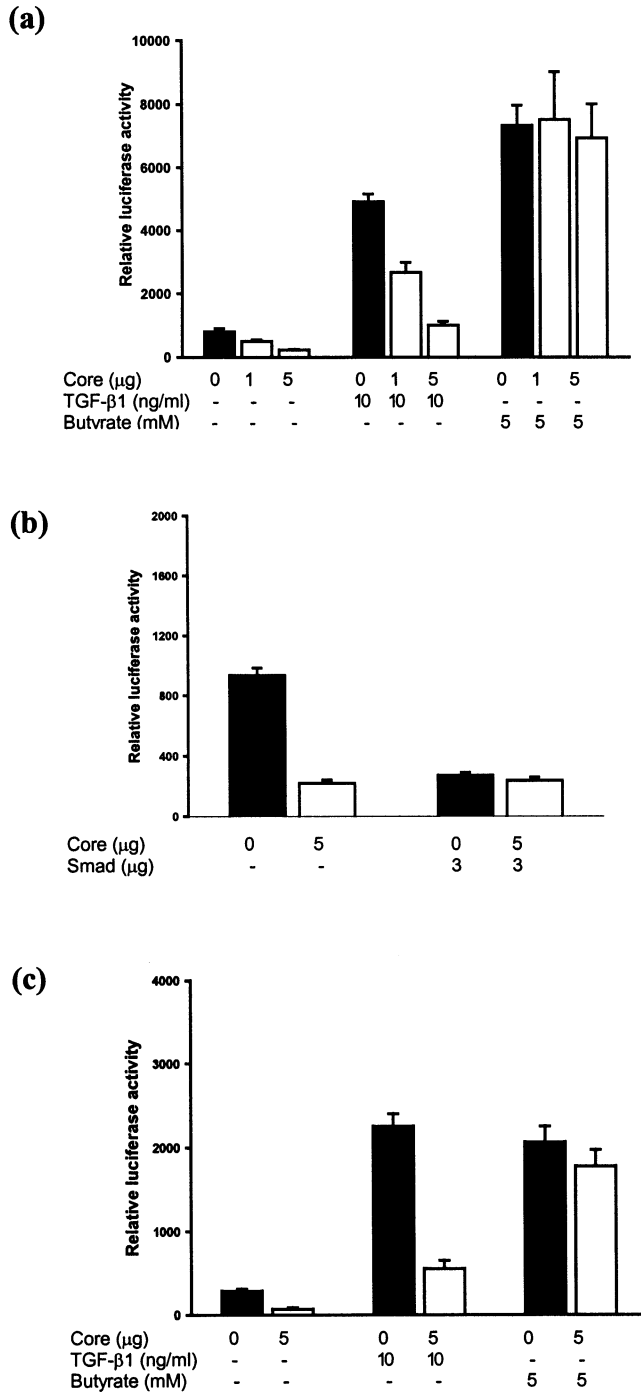 (a)
Relative luciferase activity
10000
8000
6000
4000
2000
0
Core (μg) 0 1 5 0 1 5 0 1 5
TGF-β1 (ng/ml) - - - 10 10 10 - - -
Butyrate (mM) - - - - - - 5 5 5
(b)
Relative luciferase activity
2000
1600
1200
800
400
0
Core (μg) 0 5 0 5
Smad (μg) - - 3 3
(c)
Relative luciferase activity
4000
3000
2000
1000
0
Core (μg) 0 5 0 5 0 5
TGF-β1 (ng/ml) - - 10 10 - -
Butyrate (mM) - - - - 5 5